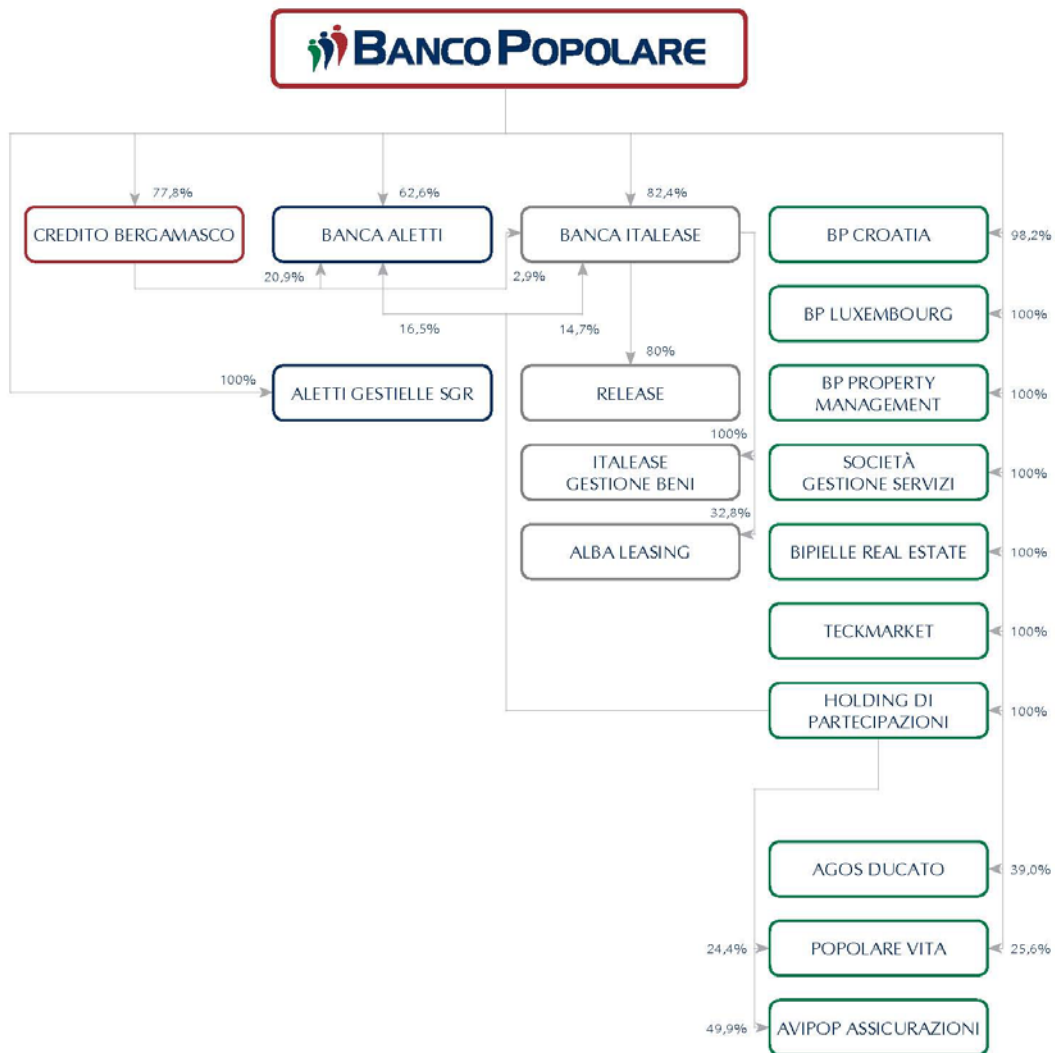 BANCO POPOLARE
77,8%
62,6%
82,4%
CREDITO BERGAMASCO
BANCA ALETTI
BANCA ITALEASE
BP CROATIA
98,2%
20,9%
2,9%
BP LUXEMBOURG
100%
16,5%
14,7%
80%
100%
ALETTI GESTIELLE SGR
RELEASE
BP PROPERTY
MANAGEMENT
100%
100%
ITALEASE
GESTIONE BENI
SOCIETÀ
GESTIONE SERVIZI
100%
32,8%
ALBA LEASING
BIPIELLE REAL ESTATE
100%
TECKMARKET
100%
HOLDING DI
PARTECIPAZIONI
100%
AGOS DUCATO
39,0%
24,4%
POPOLARE VITA
25,6%
49,9%
AVIPOP ASSICURAZIONI